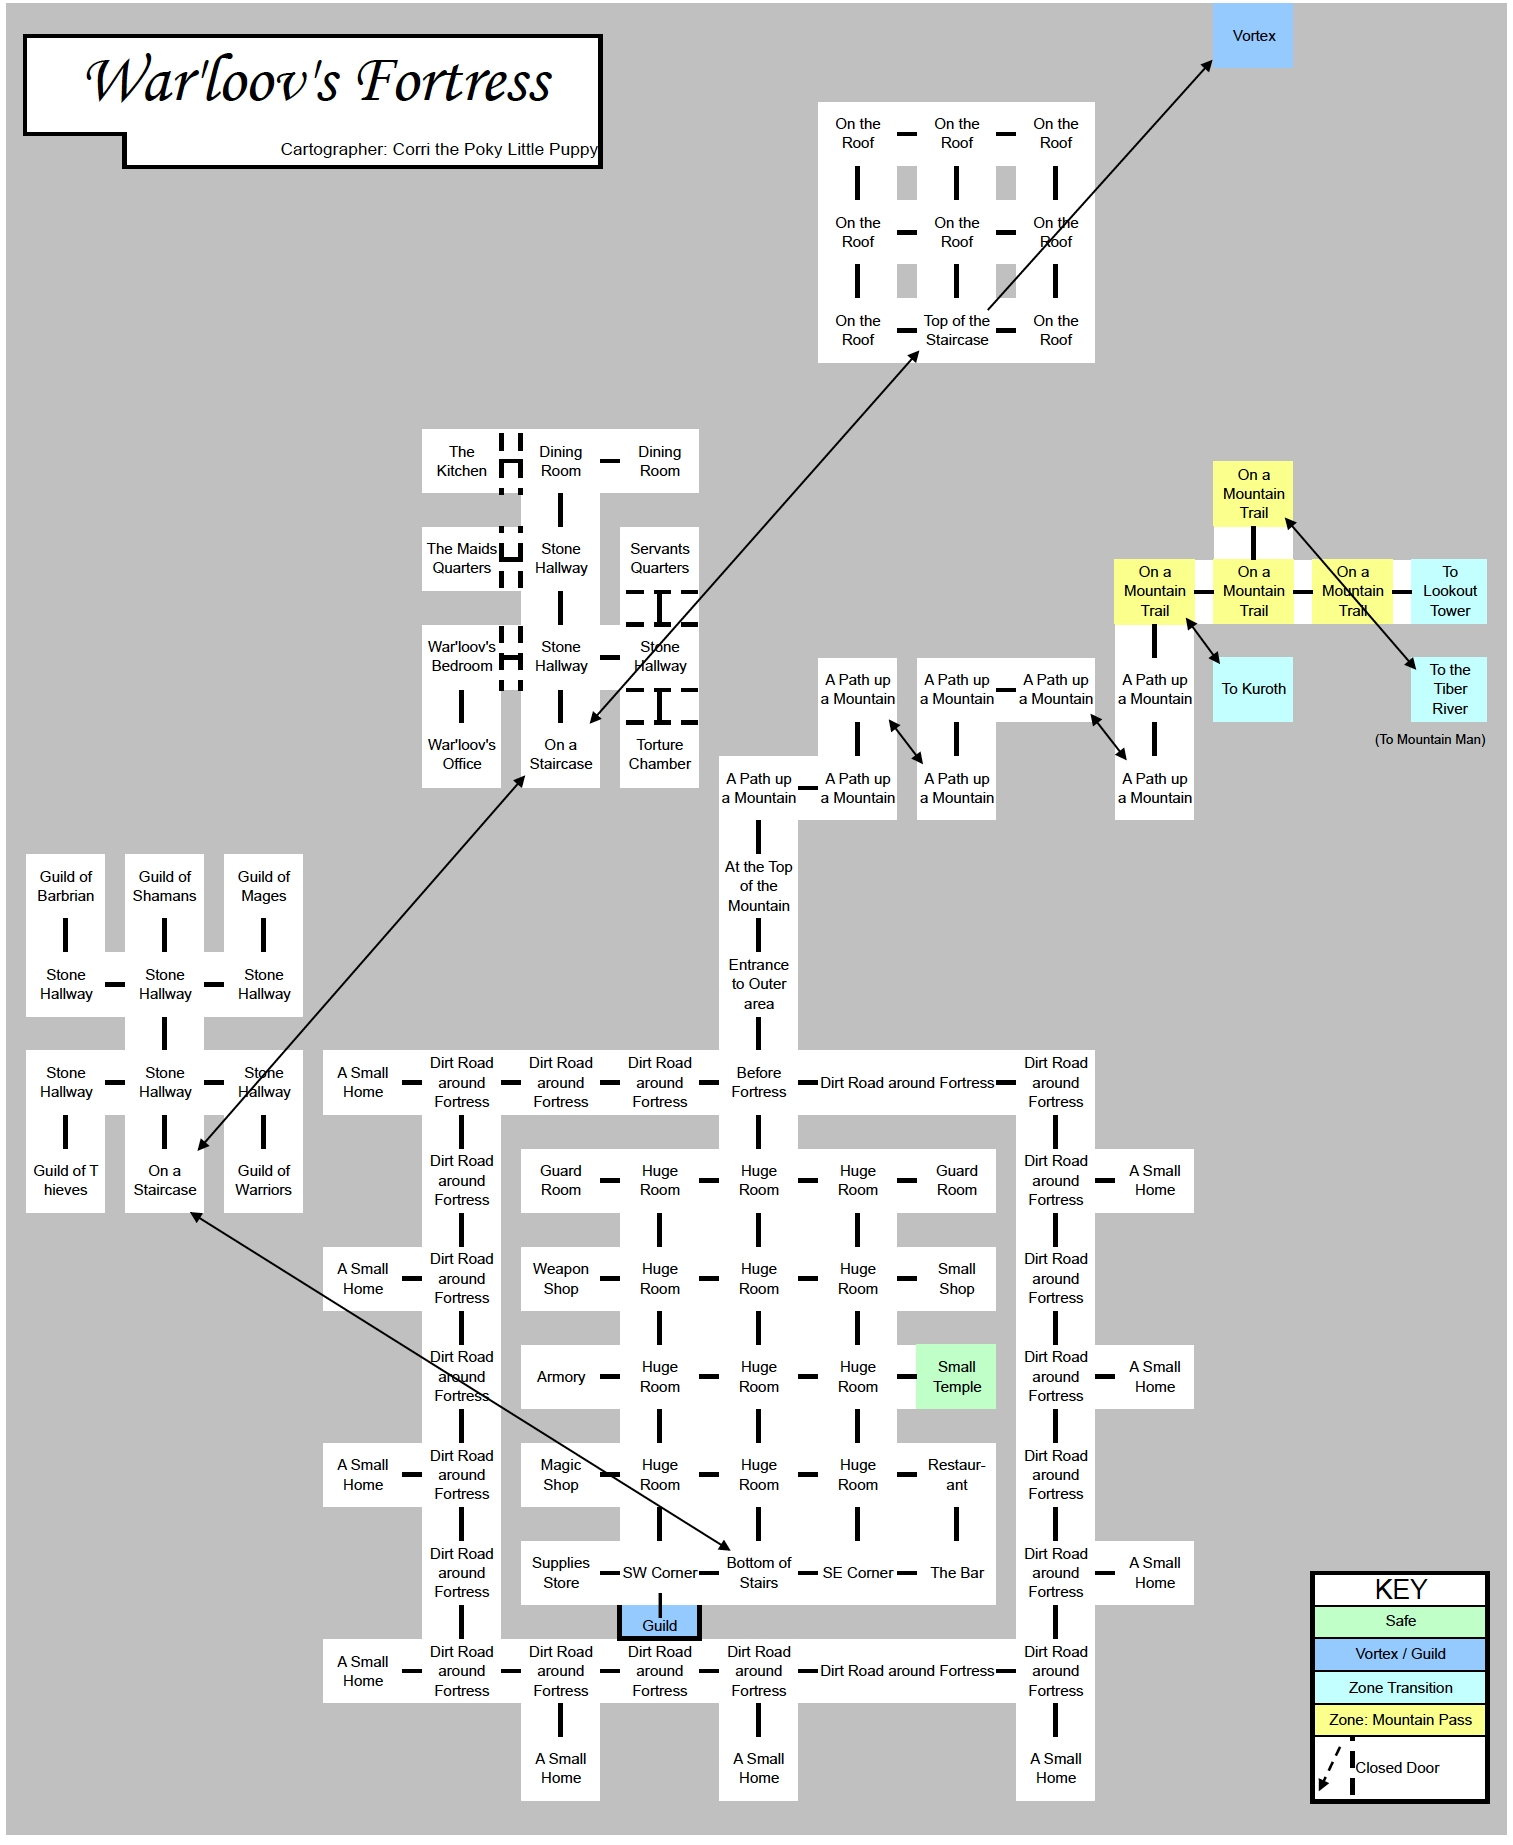 War'loov's Fortress
Cartographer: Corri the Poky Little Puppy
Vortex
On the
Roof
On the
Roof
On the
Roof
On the
Roof
On the
Roof
On the
Roof
On the
Roof
Top of the
Staircase
On the
Roof
The
Kitchen
Dining
Room
Dining
Room
The Maids
Quarters
Stone
Hallway
Servants
Quarters
War'loov's
Bedroom
Stone
Hallway
Stone
Hallway
War'loov's
Office
On a
Staircase
Torture
Chamber
On a
Mountain
Trail
On a
Mountain
Trail
On a
Mountain
Trail
On a
Mountain
Trail
To
Lookout
Tower
A Path up
a Mountain
A Path up
a Mountain
A Path up
a Mountain
A Path up
a Mountain
To Kuroth
To the
Tiber
River
(To Mountain Man)
A Path up
a Mountain
A Path up
a Mountain
A Path up
a Mountain
A Path up
a Mountain
At the Top
of the
Mountain
Entrance
to Outer
area
Guild of
Barbrian
Guild of
Shamans
Guild of
Mages
Stone
Hallway
Stone
Hallway
Stone
Hallway
Stone
Hallway
Stone
Hallway
Stone
Hallway
Guild of T
hieves
On a
Staircase
Guild of
Warriors
A Small
Home
Dirt Road
around
Fortress
Dirt Road
around
Fortress
Dirt Road
around
Fortress
Before
Fortress
Dirt Road around Fortress
Dirt Road
around
Fortress
Dirt Road
around
Fortress
Guard
Room
Huge
Room
Huge
Room
Huge
Room
Guard
Room
Dirt Road
around
Fortress
A Small
Home
A Small
Home
Dirt Road
around
Fortress
Weapon
Shop
Huge
Room
Huge
Room
Huge
Room
Small
Shop
Dirt Road
around
Fortress
Dirt Road
around
Fortress
Armory
Huge
Room
Huge
Room
Huge
Room
Small
Temple
Dirt Road
around
Fortress
A Small
Home
A Small
Home
Dirt Road
around
Fortress
Magic
Shop
Huge
Room
Huge
Room
Huge
Room
Restaur-
ant
Dirt Road
around
Fortress
Dirt Road
around
Fortress
Supplies
Store
SW Corner
Bottom of
Stairs
SE Corner
The Bar
Dirt Road
around
Fortress
A Small
Home
Guild
A Small
Home
Dirt Road
around
Fortress
Dirt Road
around
Fortress
Dirt Road
around
Fortress
Dirt Road
around
Fortress
Dirt Road around Fortress
Dirt Road
around
Fortress
A Small
Home
A Small
Home
A Small
Home
KEY
Safe
Vortex / Guild
Zone Transition
Zone: Mountain Pass
Closed Door